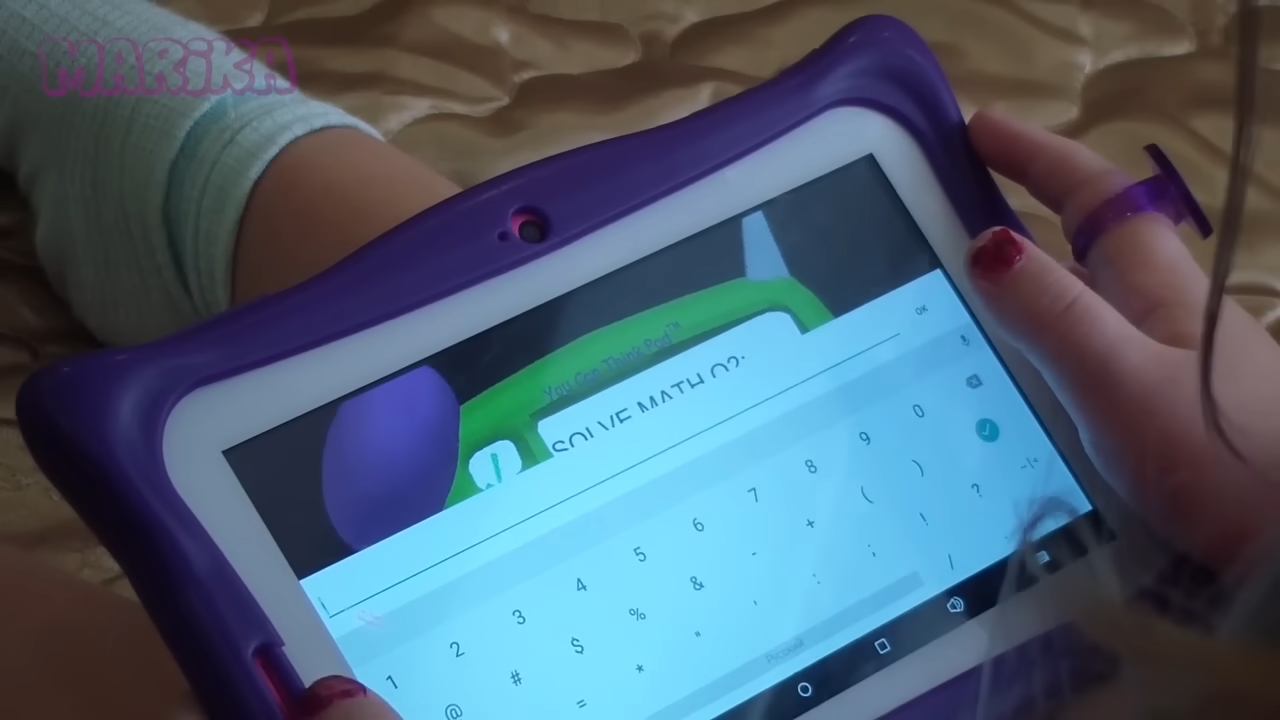 MARiKA
You Can Think Pad™
SOLVE MATH Q2:
OK
1 2 3 4 5 6 7 8 9 0
@ # $ % & - + ( )
= * " ' : ; ! ?
/
Русский